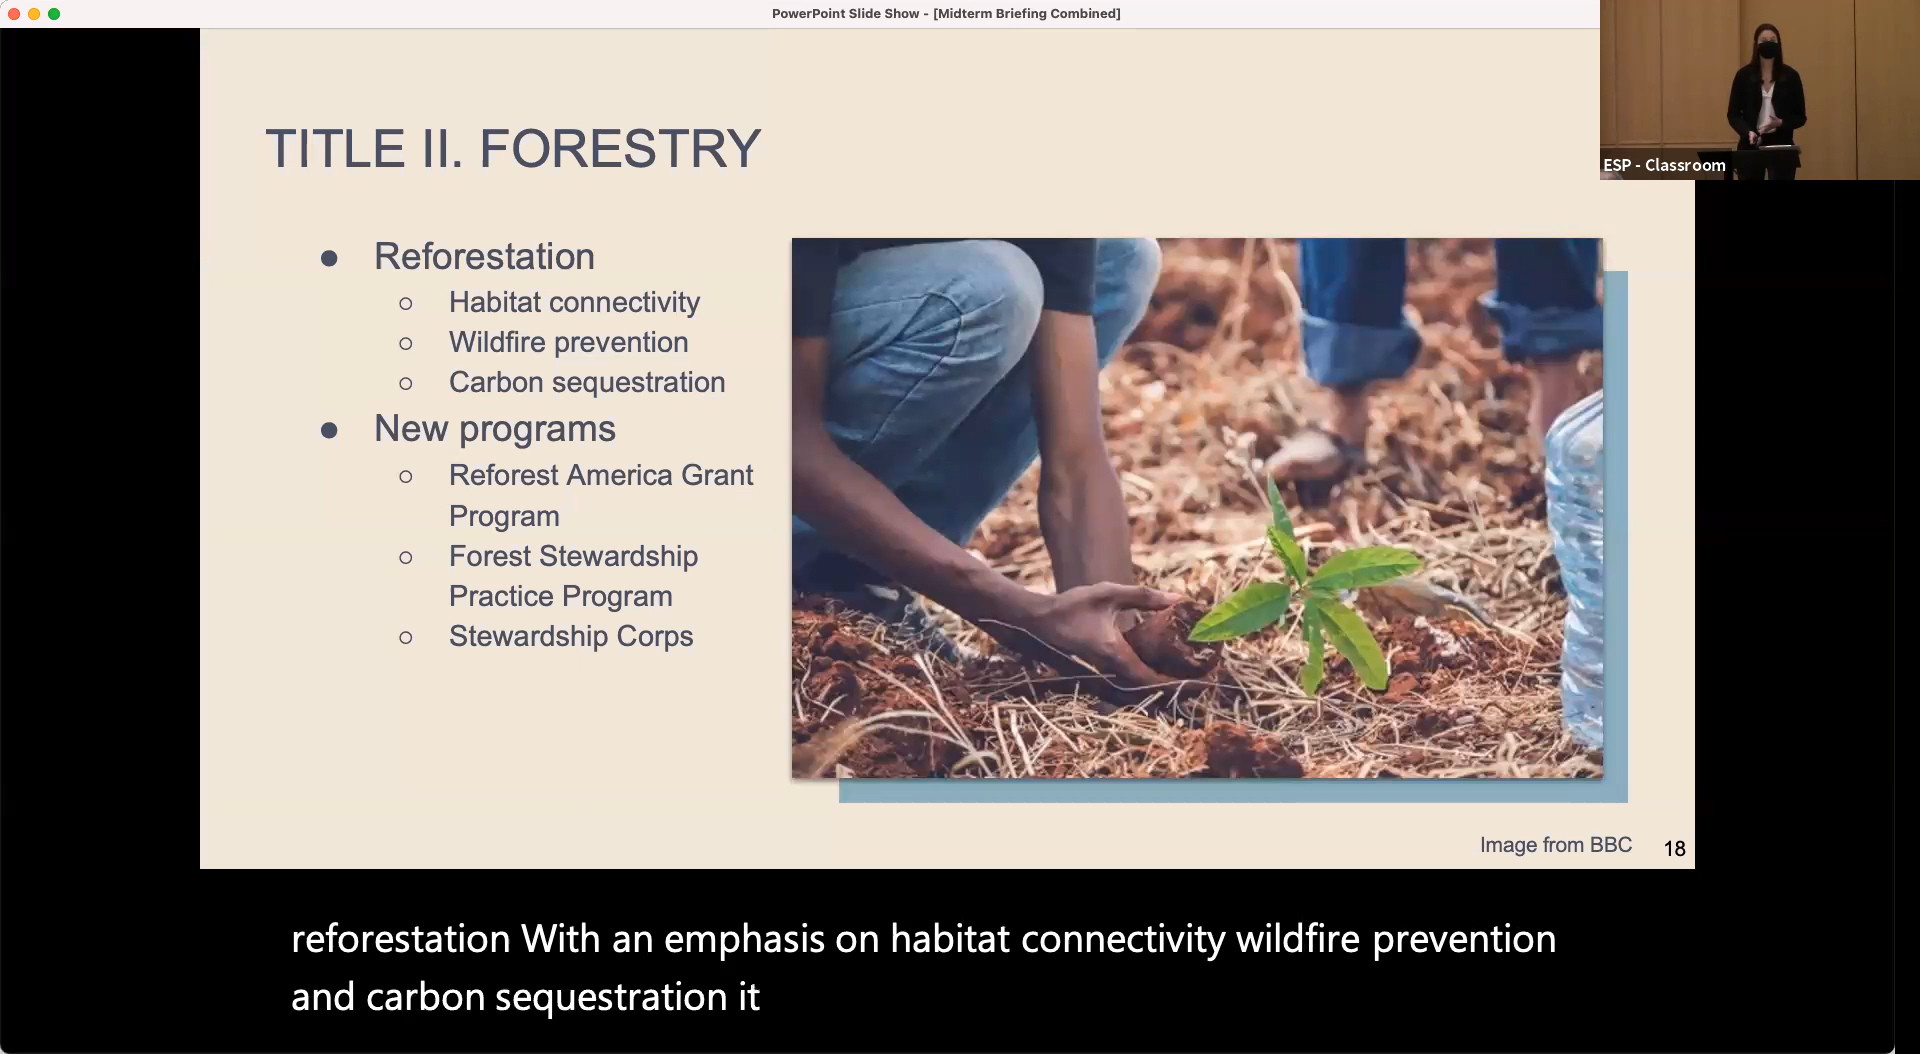 PowerPoint Slide Show - [Midterm Briefing Combined]
ESP - Classroom
TITLE II. FORESTRY
● Reforestation
○ Habitat connectivity
○ Wildfire prevention
○ Carbon sequestration
● New programs
○ Reforest America Grant
Program
○ Forest Stewardship
Practice Program
○ Stewardship Corps
Image from BBC
18
reforestation With an emphasis on habitat connectivity wildfire prevention
and carbon sequestration it